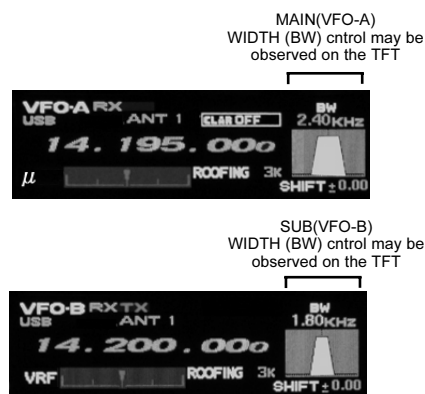 MAIN(VFO-A)
WIDTH (BW) cntrol may be
observed on the TFT
VFO-A RX
USB ANT 1 CLAR OFF
BW
2.40KHz
14.195.000
μ ROOFING 3K
SHIFT±0.00
SUB(VFO-B)
WIDTH (BW) cntrol may be
observed on the TFT
VFO-B RXTX
USB ANT 1
BW
1.80KHz
14.200.000
VRF ROOFING 3K
SHIFT±0.00